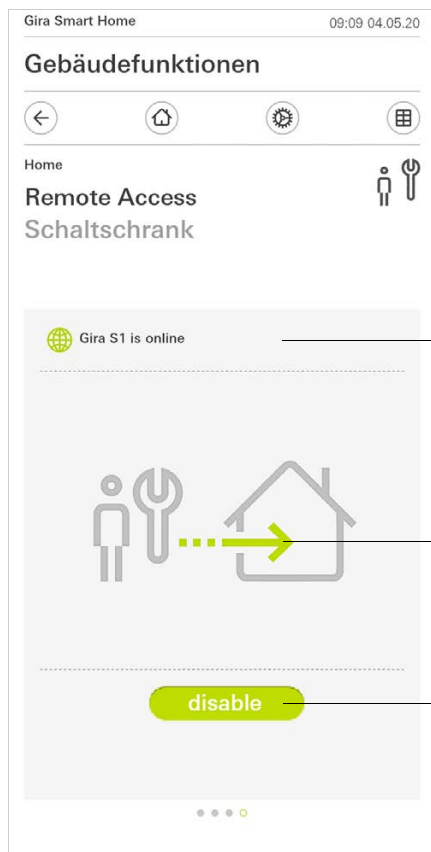 Gira Smart Home 09:09 04.05.20
Gebäudefunktionen
Home
Remote Access
Schaltschrank
Gira S1 is online
disable